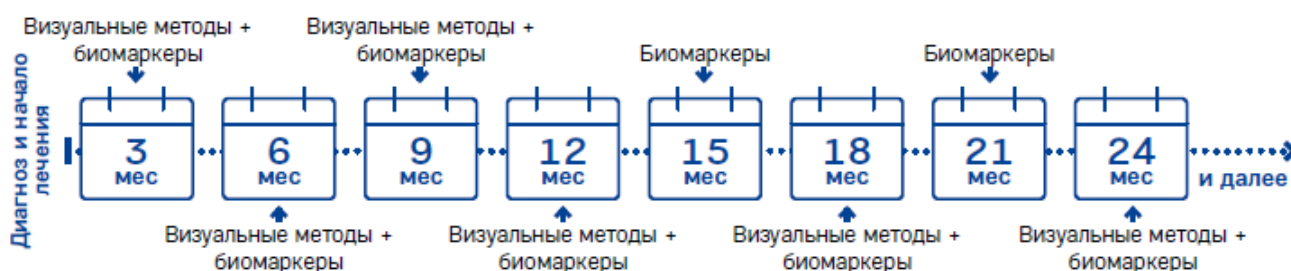 Визуальные методы +
биомаркеры
Визуальные методы +
биомаркеры
Биомаркеры
Биомаркеры
Диагноз и начало
лечения
3
мес
6
мес
9
мес
12
мес
15
мес
18
мес
21
мес
24
мес
и далее
Визуальные методы +
биомаркеры
Визуальные методы +
биомаркеры
Визуальные методы +
биомаркеры
Визуальные методы +
биомаркеры